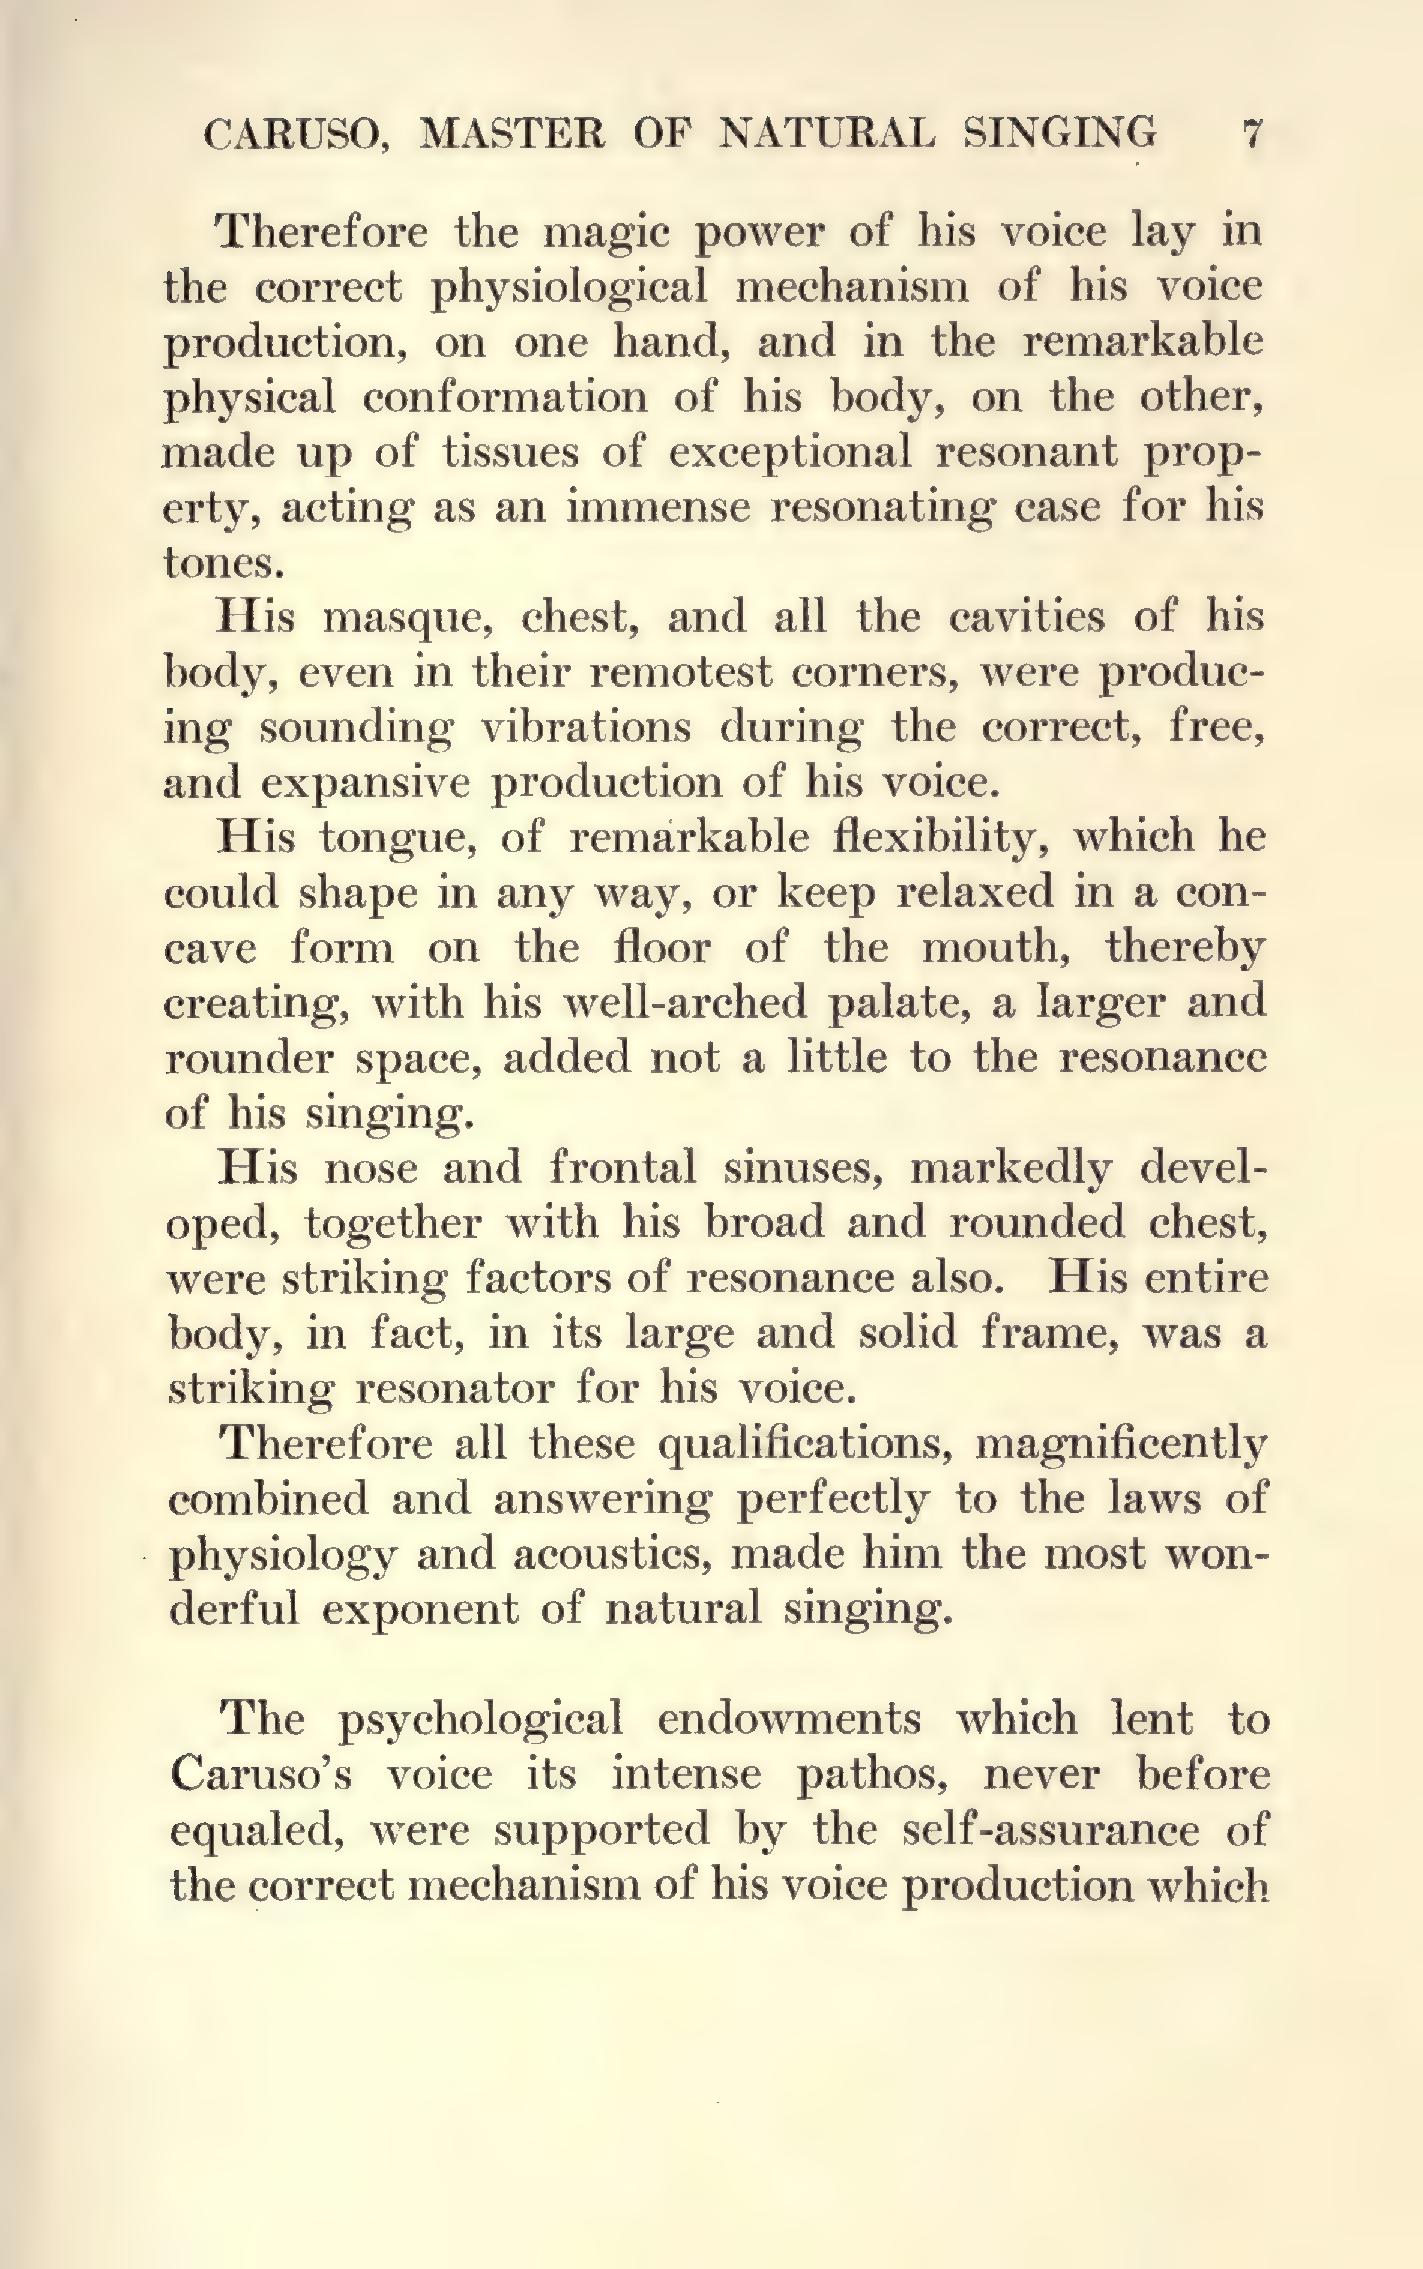 CARUSO, MASTER OF NATURAL SINGING 7
Therefore the magic power of his voice lay in
the correct physiological mechanism of his voice
production, on one hand, and in the remarkable
physical conformation of his body, on the other,
made up of tissues of exceptional resonant prop-
erty, acting as an immense resonating case for his
tones.
His masque, chest, and all the cavities of his
body, even in their remotest corners, were produc-
ing sounding vibrations during the correct, free,
and expansive production of his voice.
His tongue, of remarkable flexibility, which he
could shape in any way, or keep relaxed in a con-
cave form on the floor of the mouth, thereby
creating, with his well-arched palate, a larger and
rounder space, added not a little to the resonance
of his singing.
His nose and frontal sinuses, markedly devel-
oped, together with his broad and rounded chest,
were striking factors of resonance also. His entire
body, in fact, in its large and solid frame, was a
striking resonator for his voice.
Therefore all these qualifications, magnificently
combined and answering perfectly to the laws of
physiology and acoustics, made him the most won-
derful exponent of natural singing.
The psychological endowments which lent to
Caruso's voice its intense pathos, never before
equaled, were supported by the self-assurance of
the correct mechanism of his voice production which